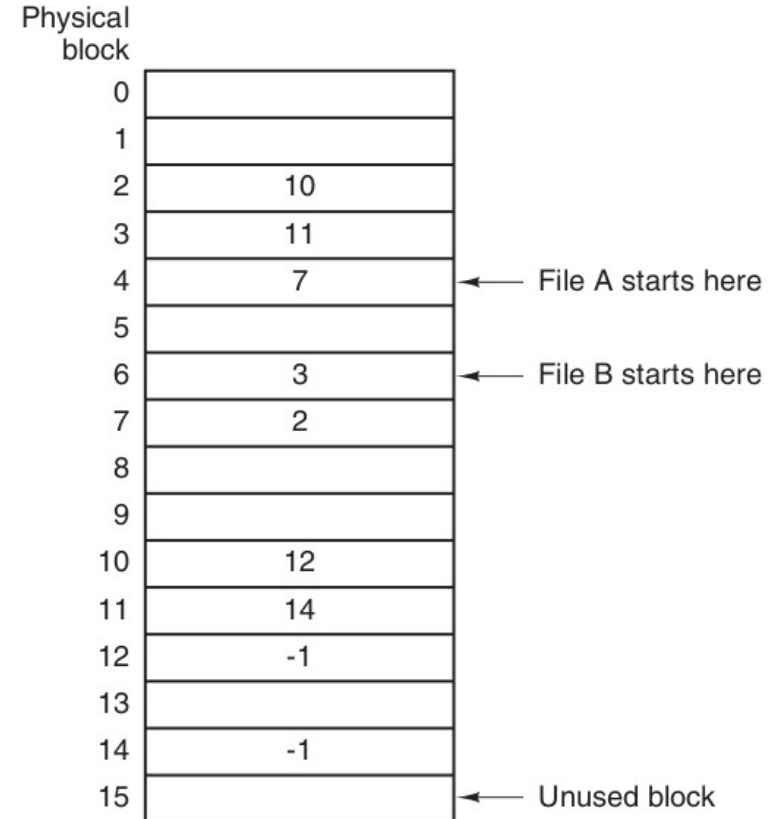 Physical
block
0
1
2 10
3 11
4 7 File A starts here
5
6 3 File B starts here
7 2
8
9
10 12
11 14
12 -1
13
14 -1
15 Unused block